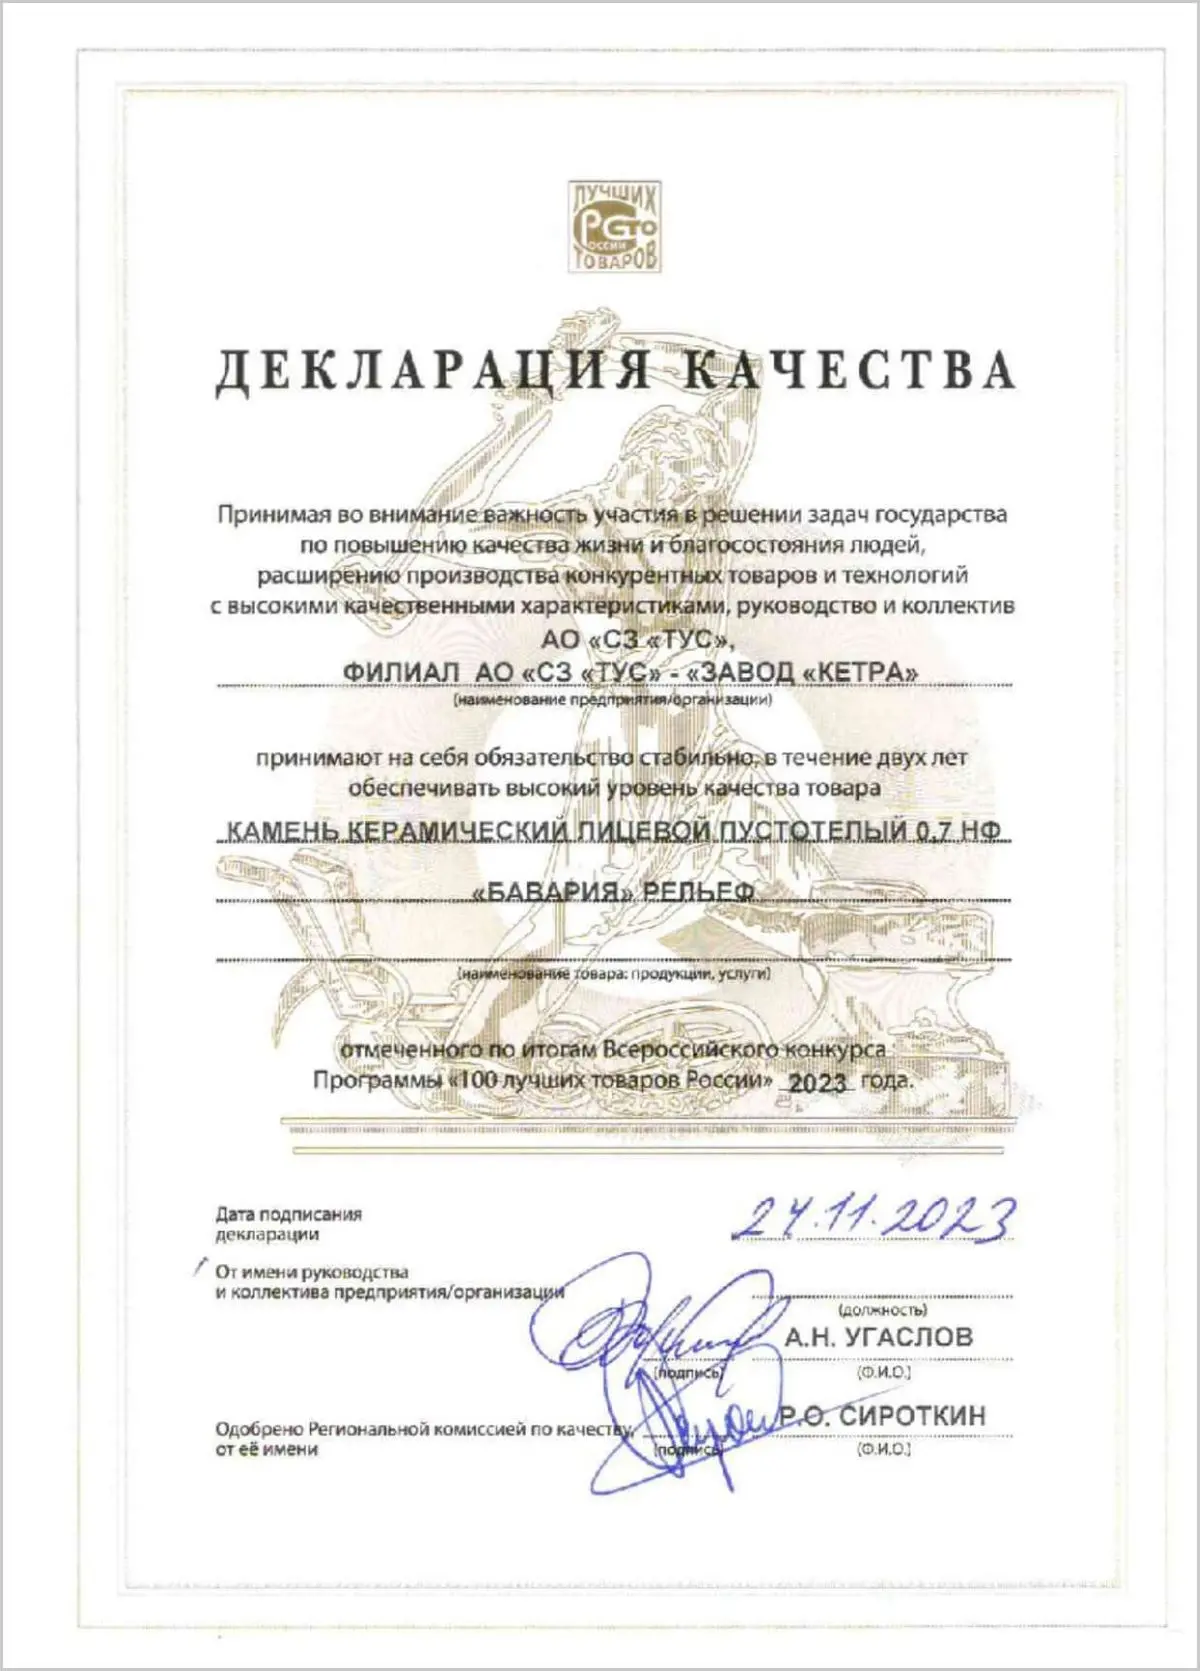 ЛУЧШИХ
РОССИИ СТО
ТОВАРОВ
ДЕКЛАРАЦИЯ КАЧЕСТВА
Принимая во внимание важность участия в решении задач государства
по повышению качества жизни и благосостояния людей,
расширению производства конкурентных товаров и технологий
с высокими качественными характеристиками, руководство и коллектив
АО «СЗ «ТУС»,
ФИЛИАЛ АО «СЗ «ТУС» - «ЗАВОД «КЕТРА»
(наименование предприятия/организации)
принимают на себя обязательство стабильно, в течение двух лет
обеспечивать высокий уровень качества товара
КАМЕНЬ КЕРАМИЧЕСКИЙ ЛИЦЕВОЙ ПУСТОТЕЛЫЙ 0,7 НФ
«БАВАРИЯ» РЕЛЬЕФ
(наименование товара: продукции, услуги)
отмеченного по итогам Всероссийского конкурса
Программы «100 лучших товаров России» 2023 года.
Дата подписания
декларации
24.11.2023
От имени руководства
и коллектива предприятия/организации
(должность)
А.Н. УГАСЛОВ
(подпись) (Ф.И.О.)
Одобрено Региональной комиссией по качеству,
от её имени
Р.О. СИРОТКИН
(подпись) (Ф.И.О.)